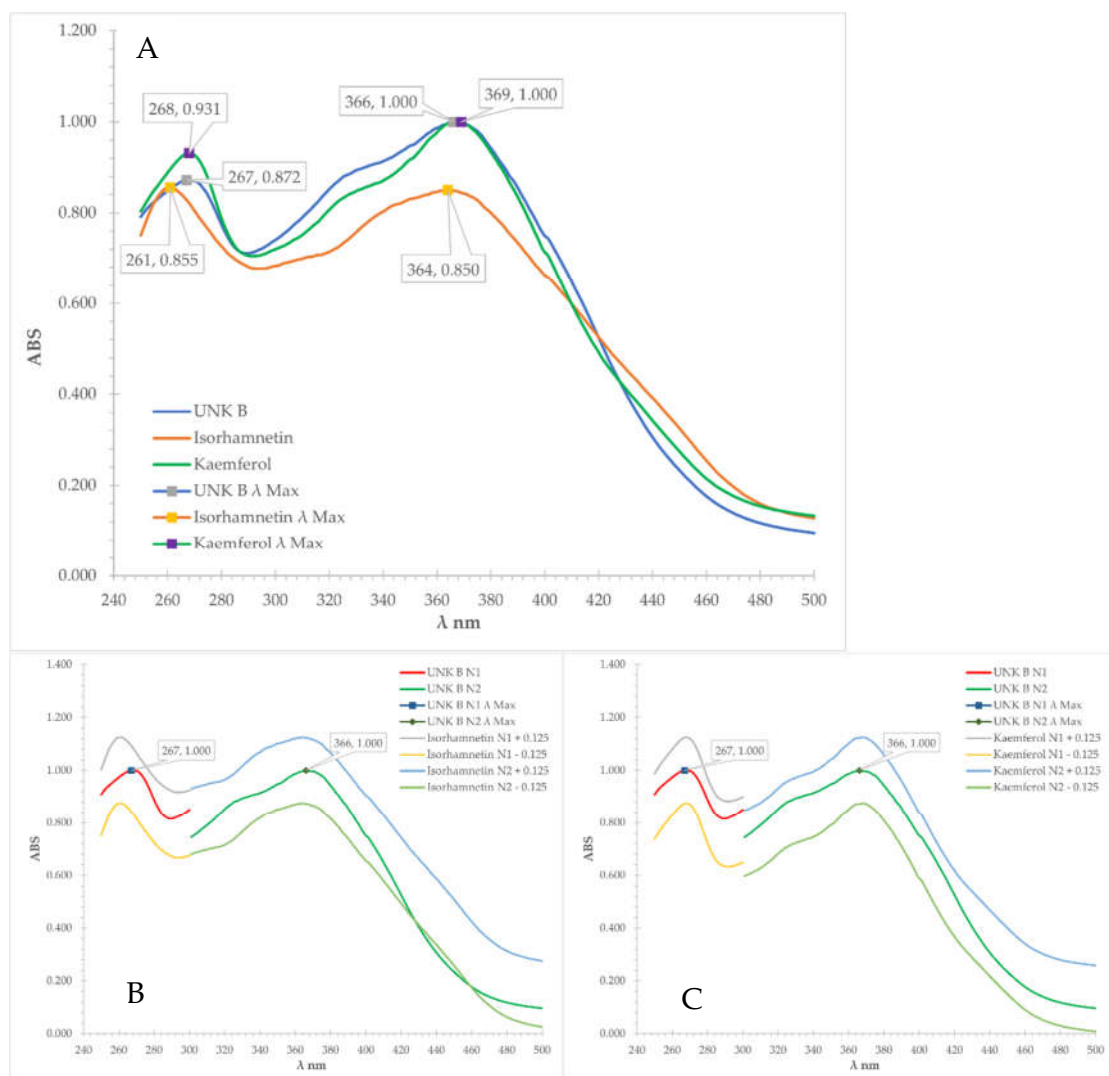 A
1.200
1.000
0.800
0.600
0.400
0.200
0.000
ABS
268, 0.931
366, 1.000
369, 1.000
267, 0.872
261, 0.855
364, 0.850
UNK B
Isorhamnetin
Kaemferol
UNK B λ Max
Isorhamnetin λ Max
Kaemferol λ Max
240 260 280 300 320 340 360 380 400 420 440 460 480 500
λ nm
B
1.400
1.200
1.000
0.800
0.600
0.400
0.200
0.000
ABS
267, 1.000
366, 1.000
UNK B N1
UNK B N2
UNK B N1 λ Max
UNK B N2 λ Max
Isorhamnetin N1 + 0.125
Isorhamnetin N1 - 0.125
Isorhamnetin N2 + 0.125
Isorhamnetin N2 - 0.125
240 260 280 300 320 340 360 380 400 420 440 460 480 500
λ nm
C
1.400
1.200
1.000
0.800
0.600
0.400
0.200
0.000
ABS
267, 1.000
366, 1.000
UNK B N1
UNK B N2
UNK B N1 λ Max
UNK B N2 λ Max
Kaemferol N1 + 0.125
Kaemferol N1 - 0.125
Kaemferol N2 + 0.125
Kaemferol N2 - 0.125
240 260 280 300 320 340 360 380 400 420 440 460 480 500
λ nm